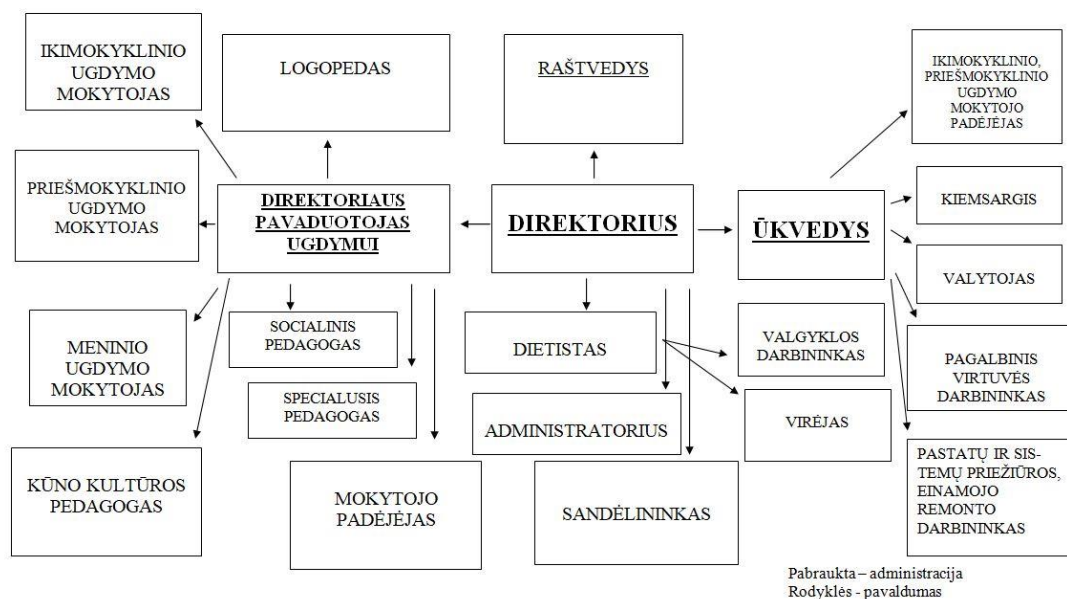 IKIMOKYKLINIO
UGDYMO
MOKYTOJAS
LOGOPEDAS
RAŠTVEDYS
IKIMOKYKLINIO,
PRIEŠMOKYKLINIO
UGDYMO
MOKYTOJO
PADĖJĖJAS
PRIEŠMOKYKLINIO
UGDYMO
MOKYTOJAS
DIREKTORIAUS
PAVADUOTOJAS
UGDYMUI
DIREKTORIUS
ŪKVEDYS
KIEMSARGIS
VALYTOJAS
MENINIO
UGDYMO
MOKYTOJAS
SOCIALINIS
PEDAGOGAS
DIETISTAS
VALGYKLOS
DARBININKAS
PAGALBINIS
VIRTUVĖS
DARBININKAS
SPECIALUSIS
PEDAGOGAS
ADMINISTRATORIUS
VIRĖJAS
KŪNO KULTŪROS
PEDAGOGAS
MOKYTOJO
PADĖJĖJAS
SANDĖLININKAS
PASTATŲ IR SIS-
TEMŲ PRIEŽIŪROS,
EINAMOJO
REMONTO
DARBININKAS
Pabraukta – administracija
Rodyklės - pavaldumas